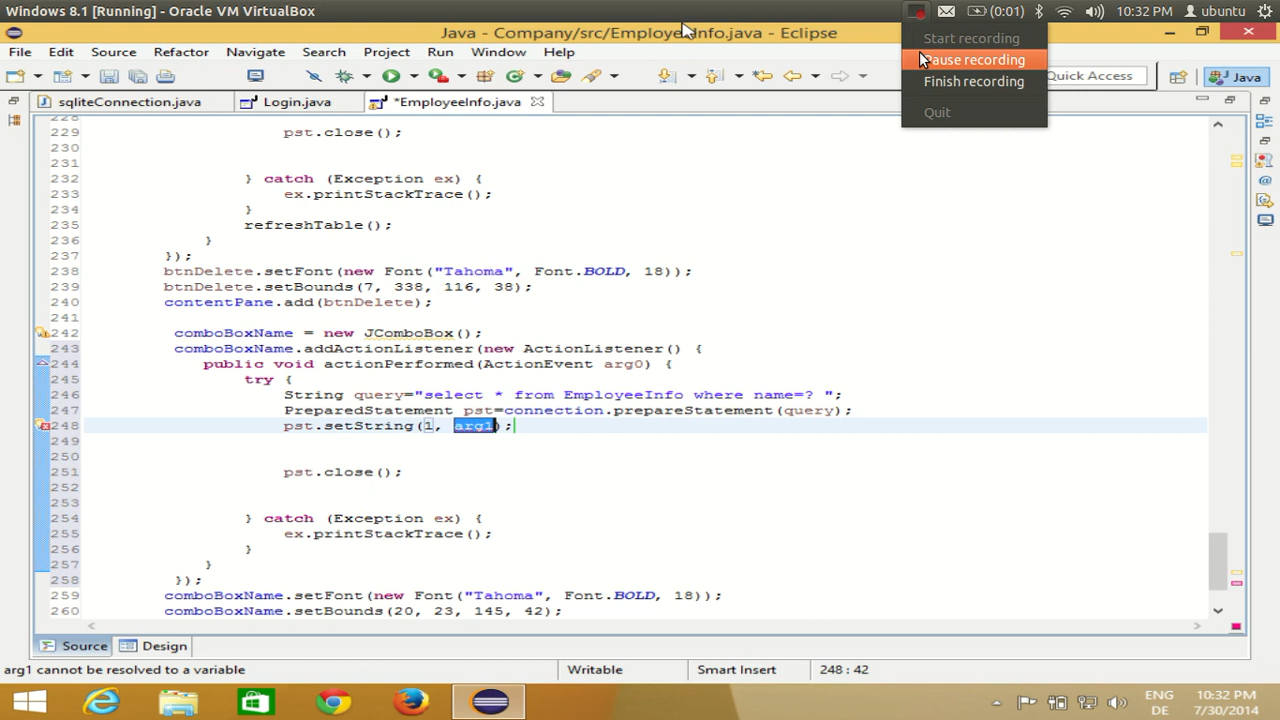 Windows 8.1 [Running] - Oracle VM VirtualBox
(0:01) 10:32 PM ubuntu
Java - Company/src/EmployeeInfo.java - Eclipse
Start recording
Pause recording
Finish recording
Quit
File Edit Source Refactor Navigate Search Project Run Window Help
Quick Access Java
sqliteConnection.java Login.java *EmployeeInfo.java
228
229 pst.close();
230
231
232 } catch (Exception ex) {
233 ex.printStackTrace();
234 }
235 refreshTable();
236 }
237 });
238 btnDelete.setFont(new Font("Tahoma", Font.BOLD, 18));
239 btnDelete.setBounds(7, 338, 116, 38);
240 contentPane.add(btnDelete);
241
242 comboBoxName = new JComboBox();
243 comboBoxName.addActionListener(new ActionListener() {
244 public void actionPerformed(ActionEvent arg0) {
245 try {
246 String query="select * from EmployeeInfo where name=? ";
247 PreparedStatement pst=connection.prepareStatement(query);
248 pst.setString(1, arg1);
249
250
251 pst.close();
252
253
254 } catch (Exception ex) {
255 ex.printStackTrace();
256 }
257 }
258 });
259 comboBoxName.setFont(new Font("Tahoma", Font.BOLD, 18));
260 comboBoxName.setBounds(20, 23, 145, 42);
Source Design
arg1 cannot be resolved to a variable Writable Smart Insert 248 : 42
ENG 10:32 PM
DE 7/30/2014